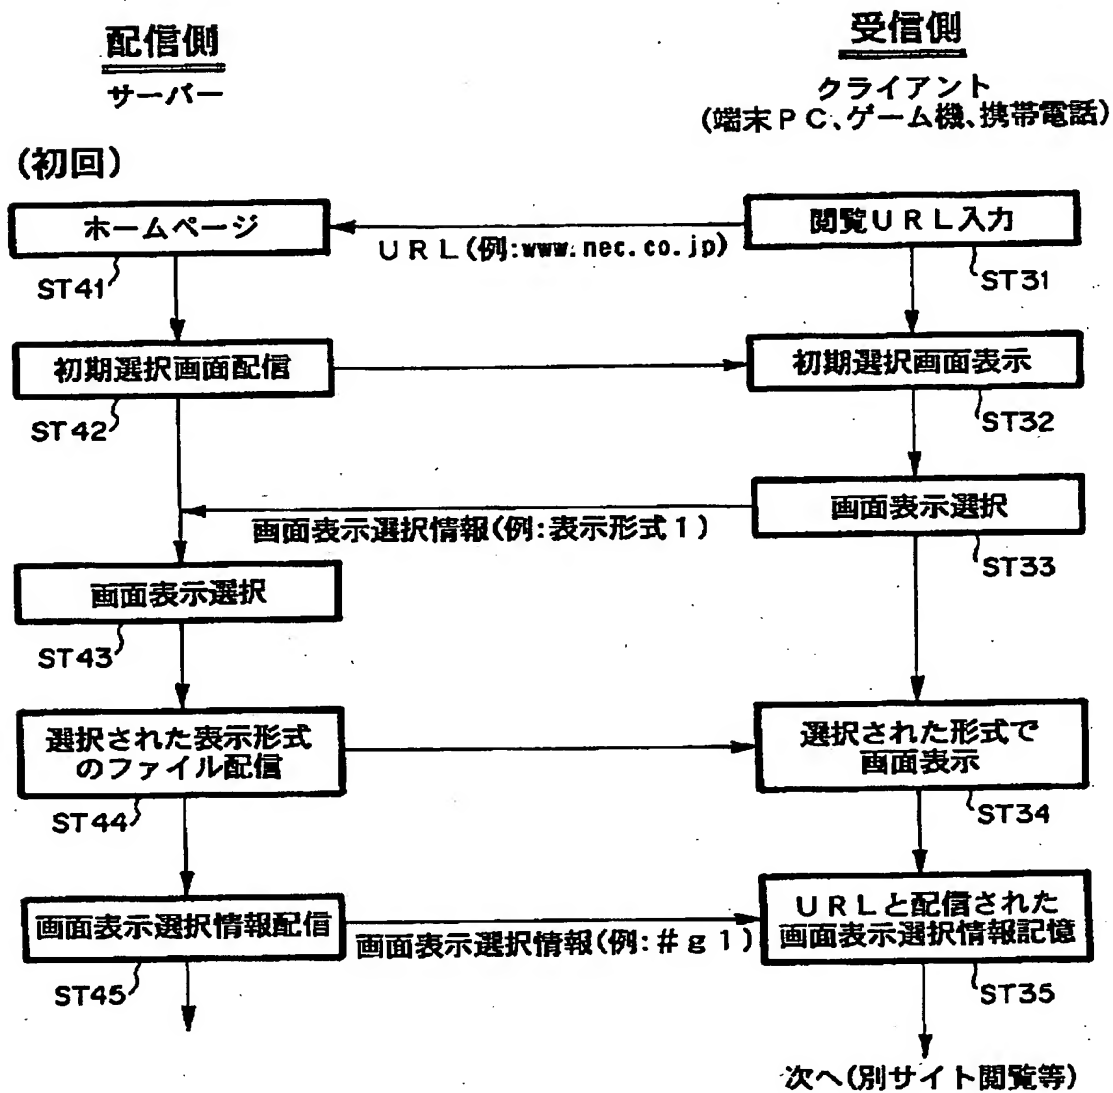 配信側
サーバー
受信側
クライアント
(端末PC、ゲーム機、携帯電話)
(初回)
ホームページ
ST41
URL(例:www.nec.co.jp)
閲覧URL入力
ST31
初期選択画面配信
ST42
初期選択画面表示
ST32
画面表示選択
ST33
画面表示選択情報(例:表示形式1)
画面表示選択
ST43
選択された表示形式
のファイル配信
ST44
選択された形式で
画面表示
ST34
画面表示選択情報配信
ST45
画面表示選択情報(例:#g1)
URLと配信された
画面表示選択情報記憶
ST35
次へ(別サイト閲覧等)